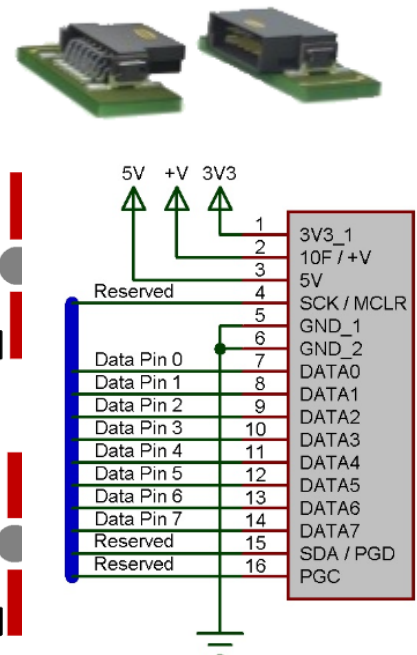 5V +V 3V3
1 3V3_1
2 10F / +V
3 5V
Reserved 4 SCK / MCLR
5 GND_1
6 GND_2
Data Pin 0 7 DATA0
Data Pin 1 8 DATA1
Data Pin 2 9 DATA2
Data Pin 3 10 DATA3
Data Pin 4 11 DATA4
Data Pin 5 12 DATA5
Data Pin 6 13 DATA6
Data Pin 7 14 DATA7
Reserved 15 SDA / PGD
Reserved 16 PGC